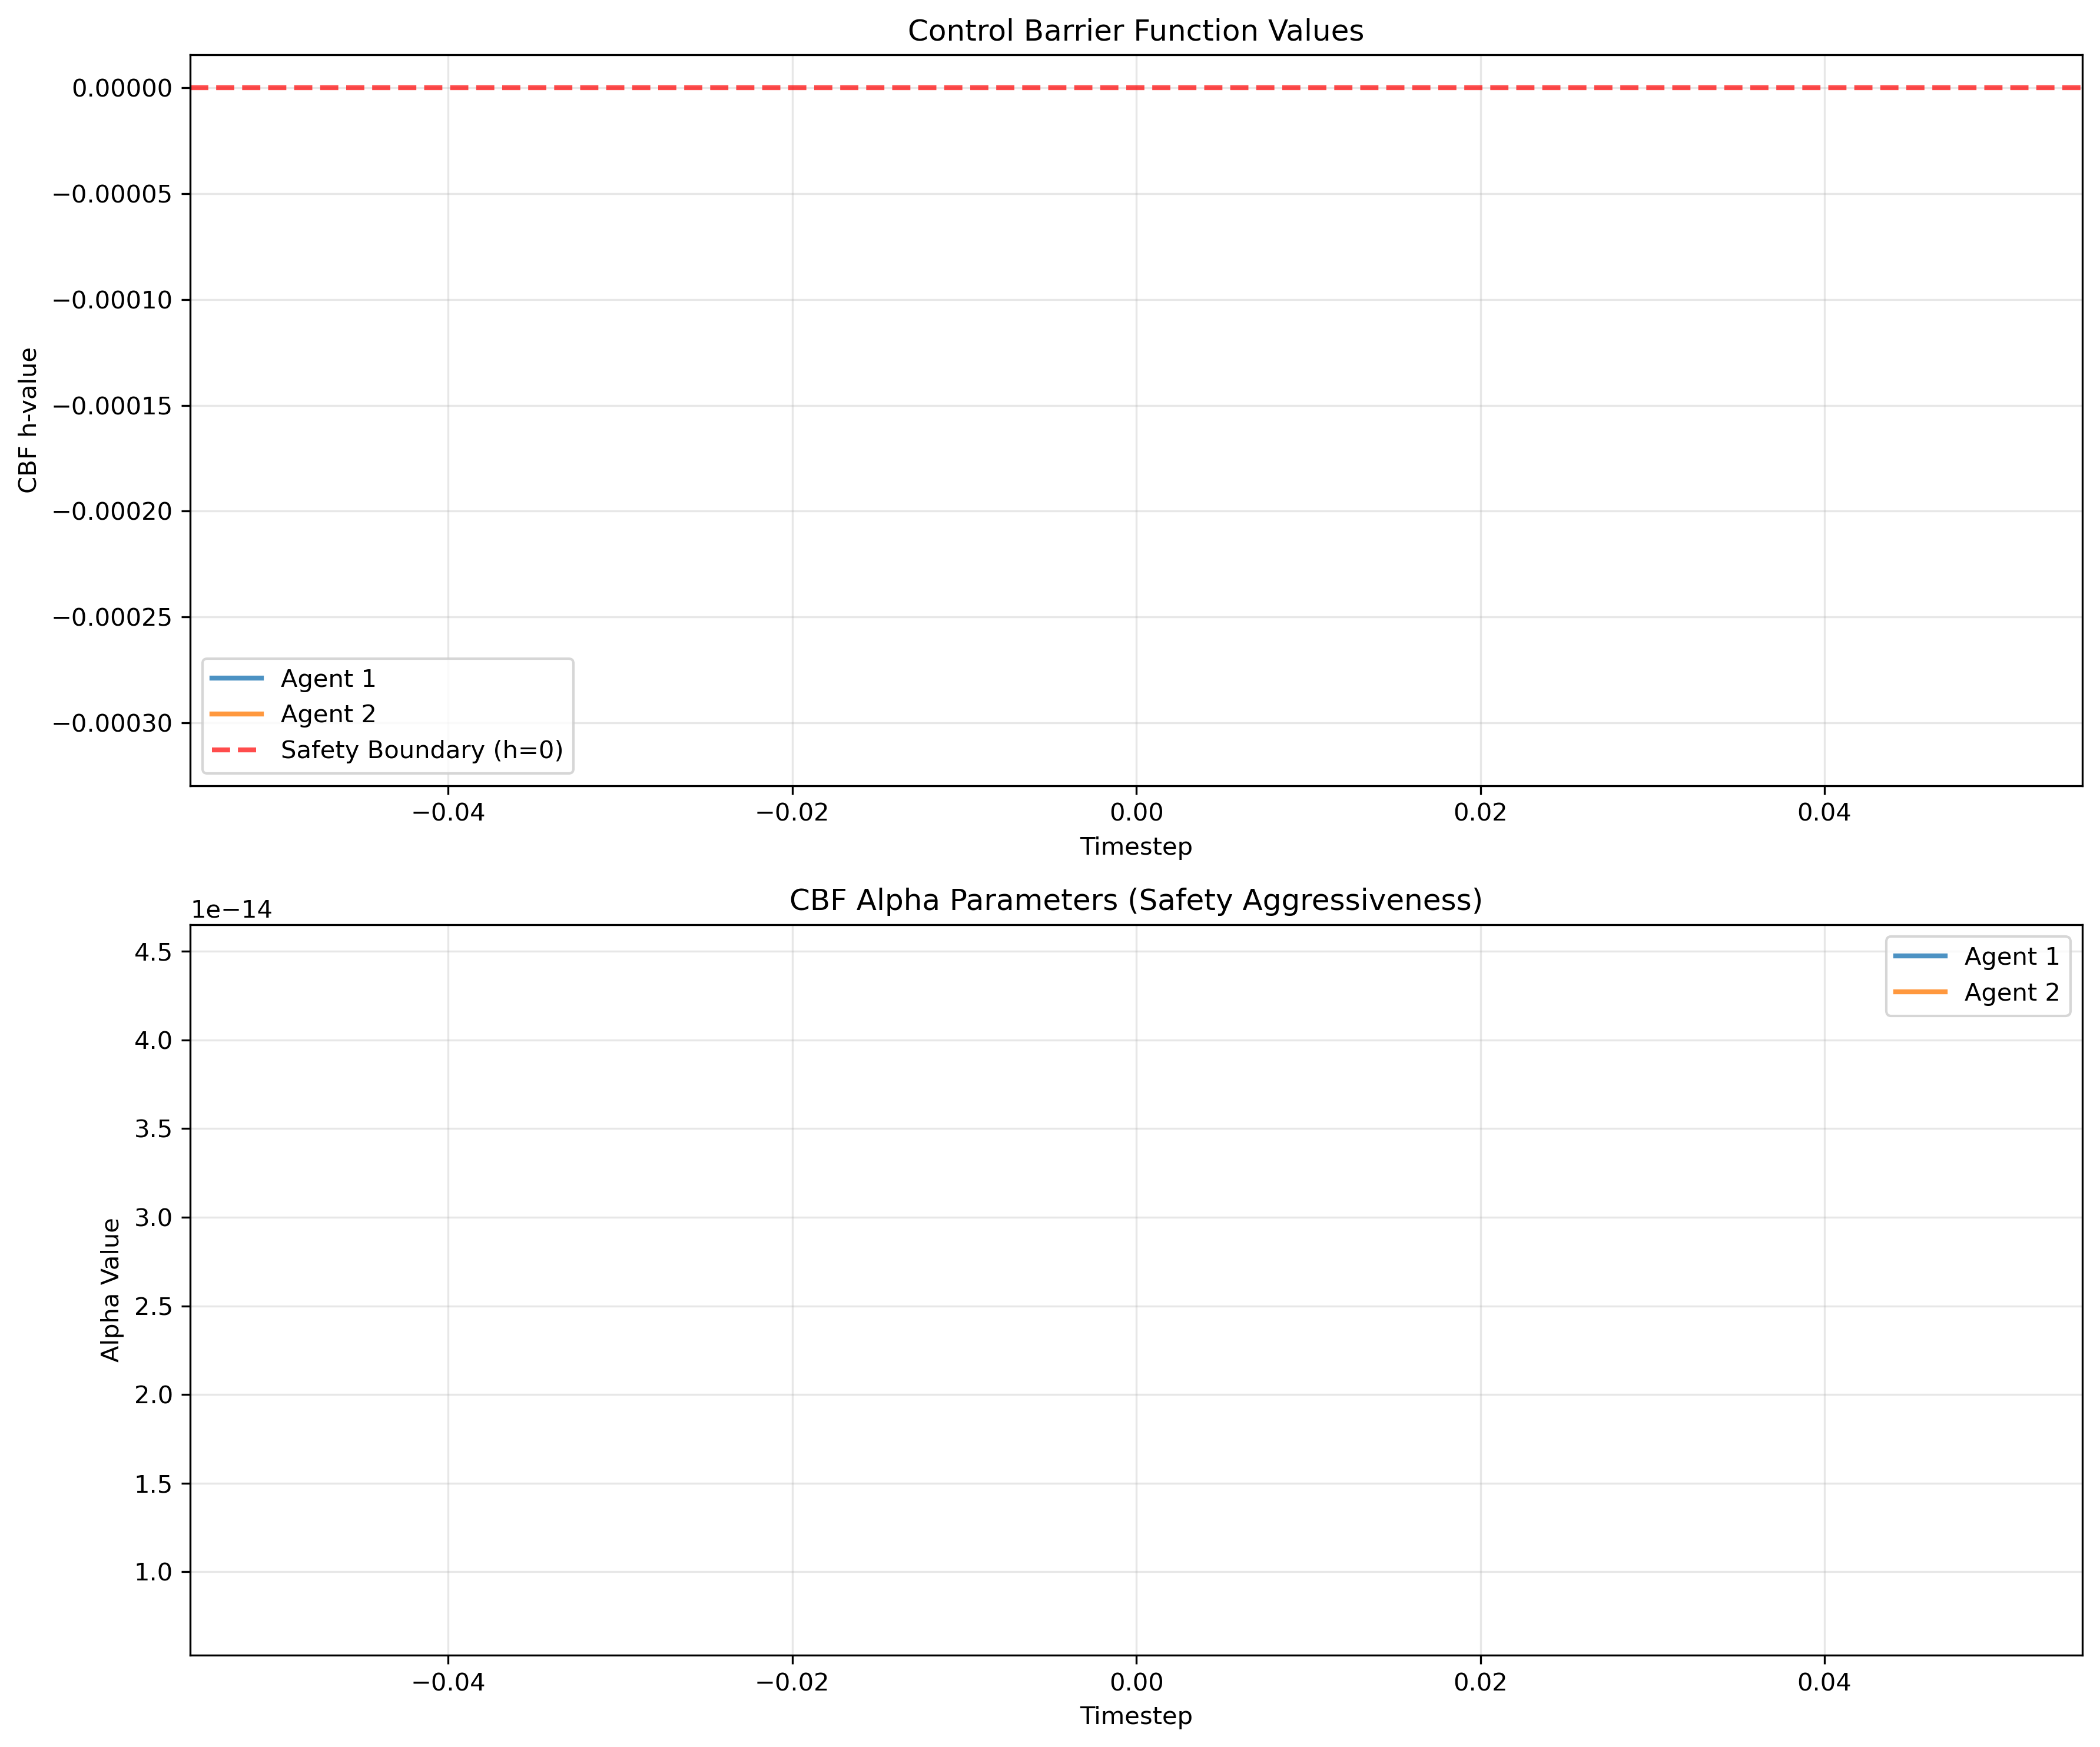 Control Barrier Function Values
0.00000
−0.00005
−0.00010
−0.00015
−0.00020
−0.00025
−0.00030
CBF h-value
Agent 1
Agent 2
Safety Boundary (h=0)
−0.04 −0.02 0.00 0.02 0.04
Timestep
CBF Alpha Parameters (Safety Aggressiveness)
1e−14
4.5
4.0
3.5
3.0
2.5
2.0
1.5
1.0
Alpha Value
Agent 1
Agent 2
−0.04 −0.02 0.00 0.02 0.04
Timestep